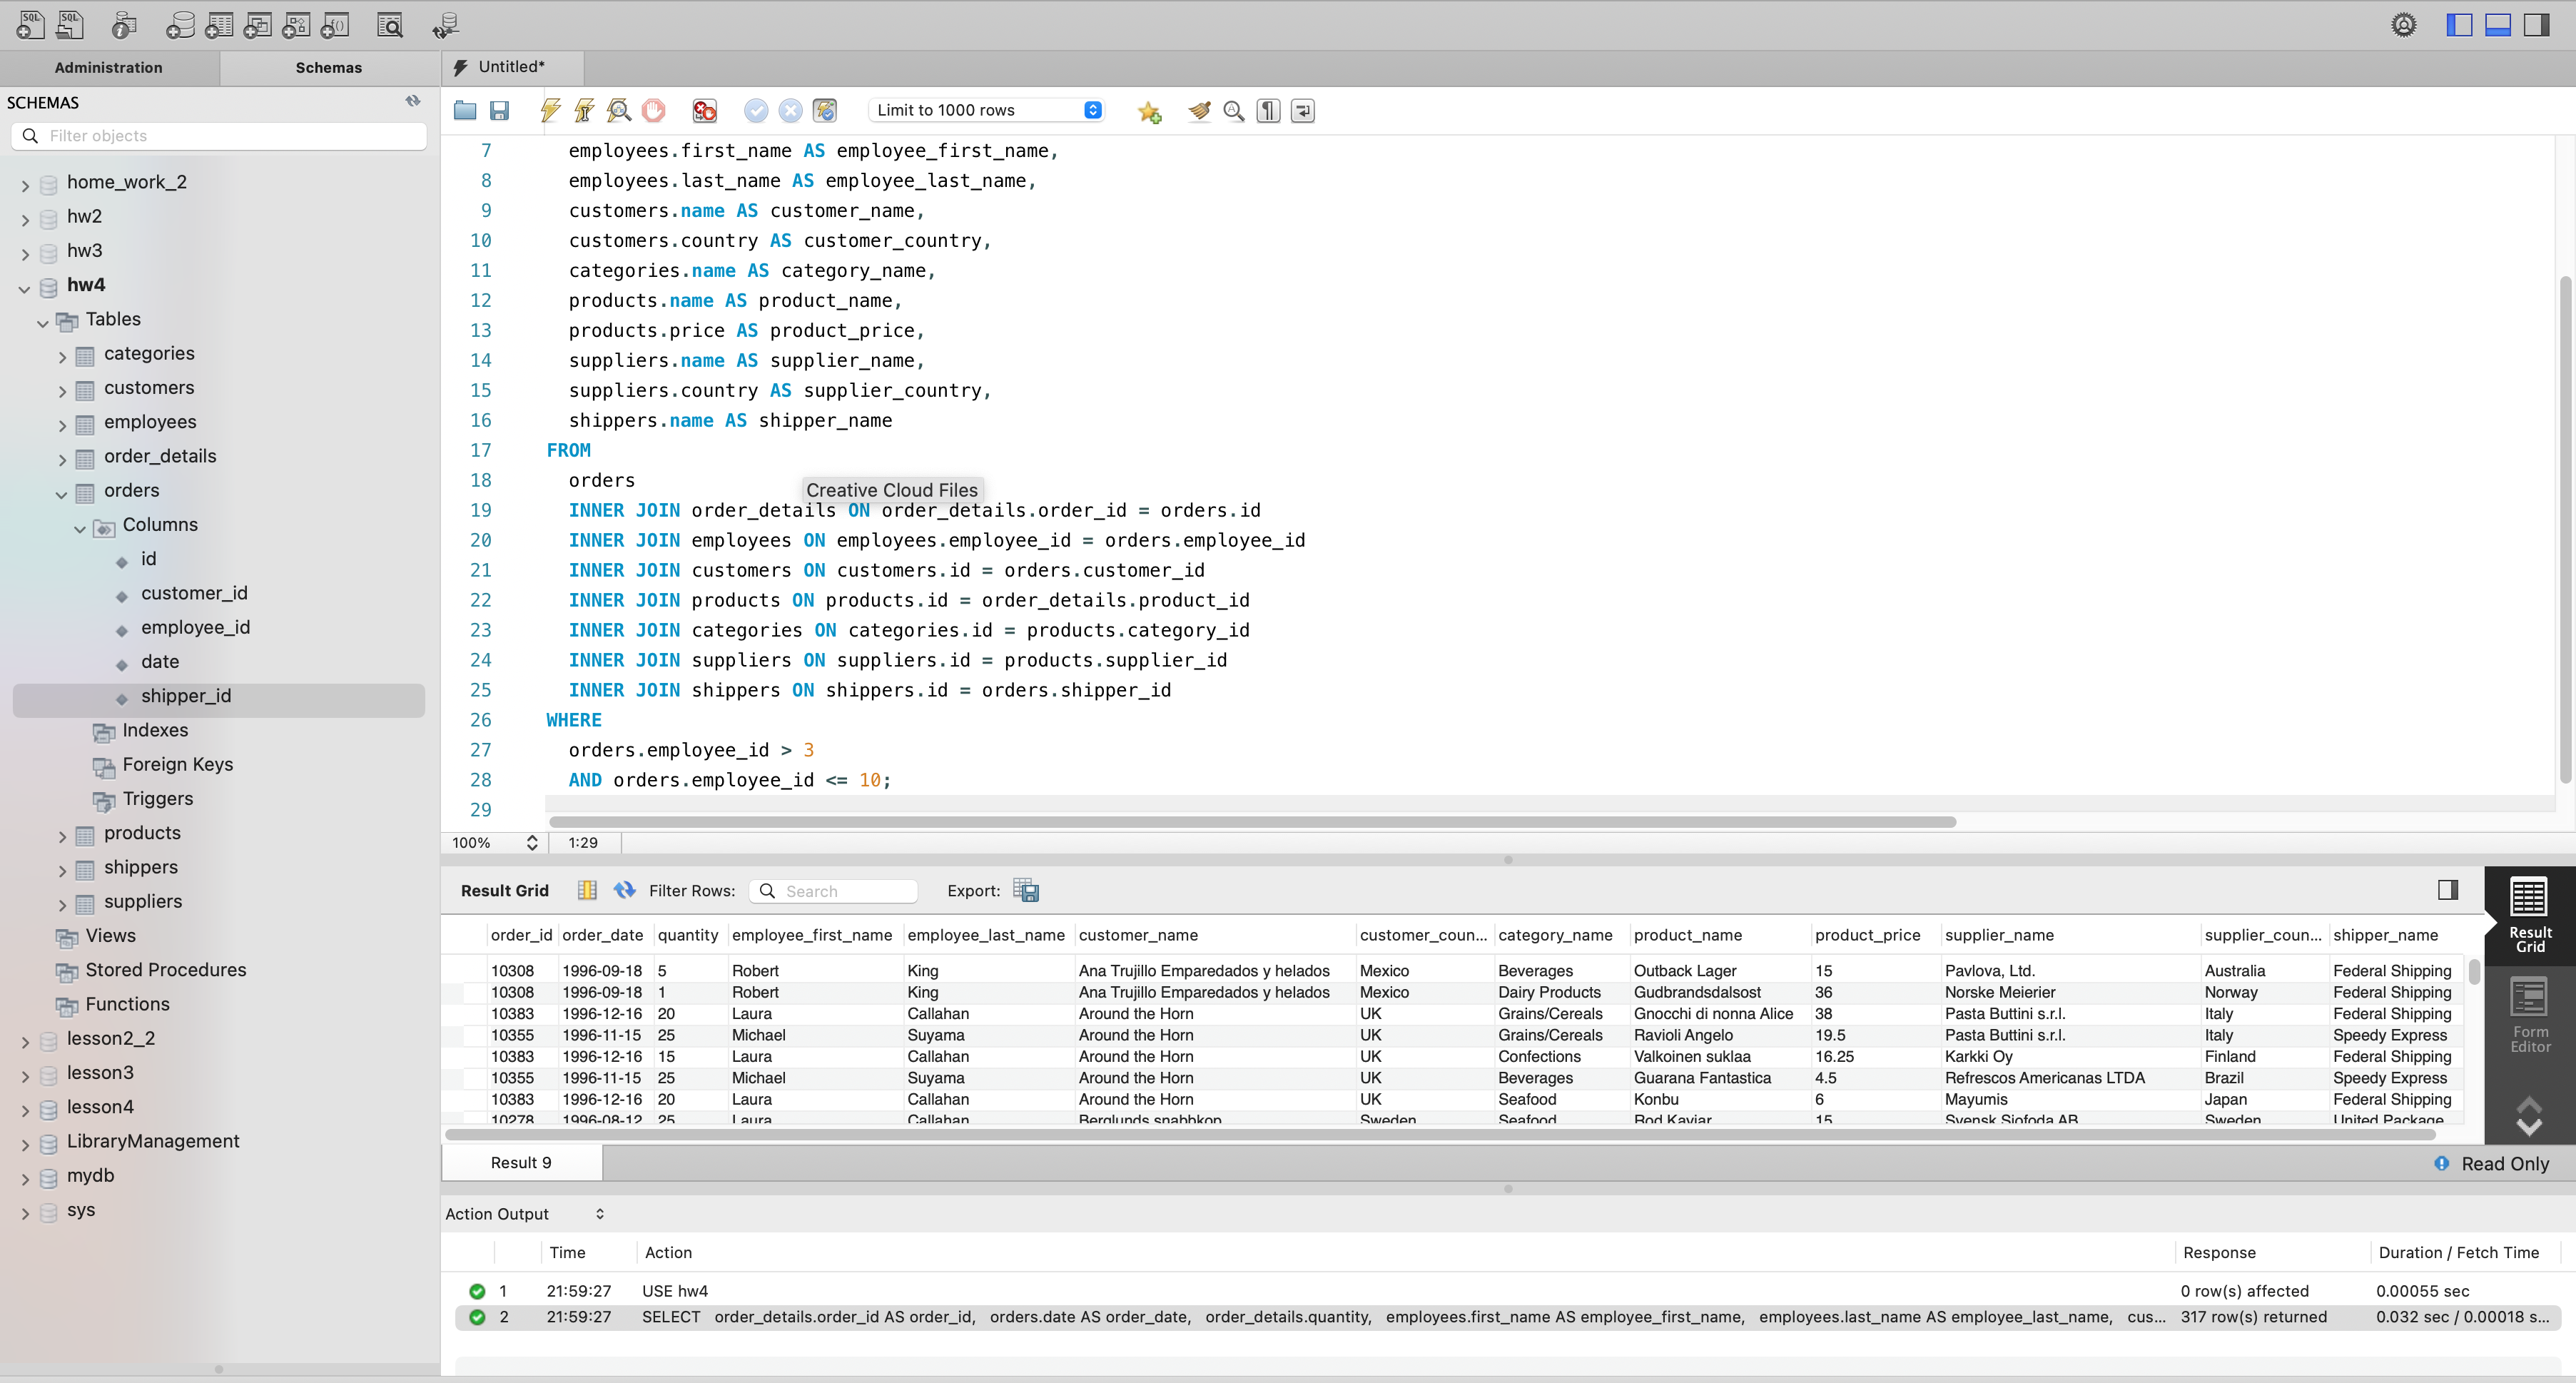 Administration
Schemas
Untitled*
SCHEMAS
Filter objects
Limit to 1000 rows
home_work_2
hw2
hw3
hw4
Tables
categories
customers
employees
order_details
orders
Columns
id
customer_id
employee_id
date
shipper_id
Indexes
Foreign Keys
Triggers
products
shippers
suppliers
Views
Stored Procedures
Functions
lesson2_2
lesson3
lesson4
LibraryManagement
mydb
sys
7 employees.first_name AS employee_first_name,
8 employees.last_name AS employee_last_name,
9 customers.name AS customer_name,
10 customers.country AS customer_country,
11 categories.name AS category_name,
12 products.name AS product_name,
13 products.price AS product_price,
14 suppliers.name AS supplier_name,
15 suppliers.country AS supplier_country,
16 shippers.name AS shipper_name
17 FROM
18 orders
Creative Cloud Files
19 INNER JOIN order_details ON order_details.order_id = orders.id
20 INNER JOIN employees ON employees.employee_id = orders.employee_id
21 INNER JOIN customers ON customers.id = orders.customer_id
22 INNER JOIN products ON products.id = order_details.product_id
23 INNER JOIN categories ON categories.id = products.category_id
24 INNER JOIN suppliers ON suppliers.id = products.supplier_id
25 INNER JOIN shippers ON shippers.id = orders.shipper_id
26 WHERE
27 orders.employee_id > 3
28 AND orders.employee_id <= 10;
29
100% 1:29
Result Grid Filter Rows: Search Export:
order_id order_date quantity employee_first_name employee_last_name customer_name customer_coun... category_name product_name product_price supplier_name supplier_coun... shipper_name
10308 1996-09-18 5 Robert King Ana Trujillo Emparedados y helados Mexico Beverages Outback Lager 15 Pavlova, Ltd. Australia Federal Shipping
10308 1996-09-18 1 Robert King Ana Trujillo Emparedados y helados Mexico Dairy Products Gudbrandsdalsost 36 Norske Meierier Norway Federal Shipping
10383 1996-12-16 20 Laura Callahan Around the Horn UK Grains/Cereals Gnocchi di nonna Alice 38 Pasta Buttini s.r.l. Italy Federal Shipping
10355 1996-11-15 25 Michael Suyama Around the Horn UK Grains/Cereals Ravioli Angelo 19.5 Pasta Buttini s.r.l. Italy Speedy Express
10383 1996-12-16 15 Laura Callahan Around the Horn UK Confections Valkoinen suklaa 16.25 Karkki Oy Finland Federal Shipping
10355 1996-11-15 25 Michael Suyama Around the Horn UK Beverages Guarana Fantastica 4.5 Refrescos Americanas LTDA Brazil Speedy Express
10383 1996-12-16 20 Laura Callahan Around the Horn UK Seafood Konbu 6 Mayumis Japan Federal Shipping
10278 1996-08-12 25 Laura Callahan Berglunds snabbkop Sweden Seafood Rod Kaviar 15 Svensk Sjofoda AB Sweden United Package
Result
Grid
Form
Editor
Result 9
Read Only
Action Output
Time Action Response Duration / Fetch Time
1 21:59:27 USE hw4 0 row(s) affected 0.00055 sec
2 21:59:27 SELECT order_details.order_id AS order_id, orders.date AS order_date, order_details.quantity, employees.first_name AS employee_first_name, employees.last_name AS employee_last_name, cus... 317 row(s) returned 0.032 sec / 0.00018 s...